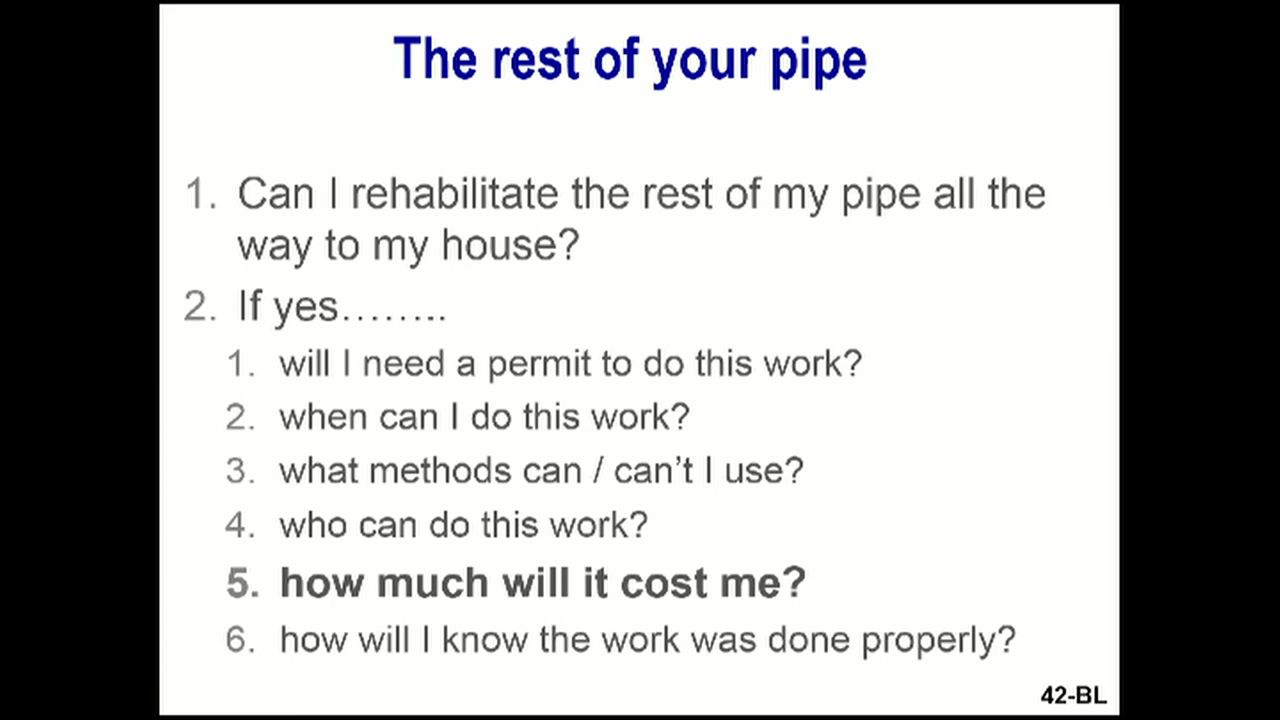 The rest of your pipe
1. Can I rehabilitate the rest of my pipe all the
way to my house?
2. If yes……..
1. will I need a permit to do this work?
2. when can I do this work?
3. what methods can / can’t I use?
4. who can do this work?
5. how much will it cost me?
6. how will I know the work was done properly?
42-BL